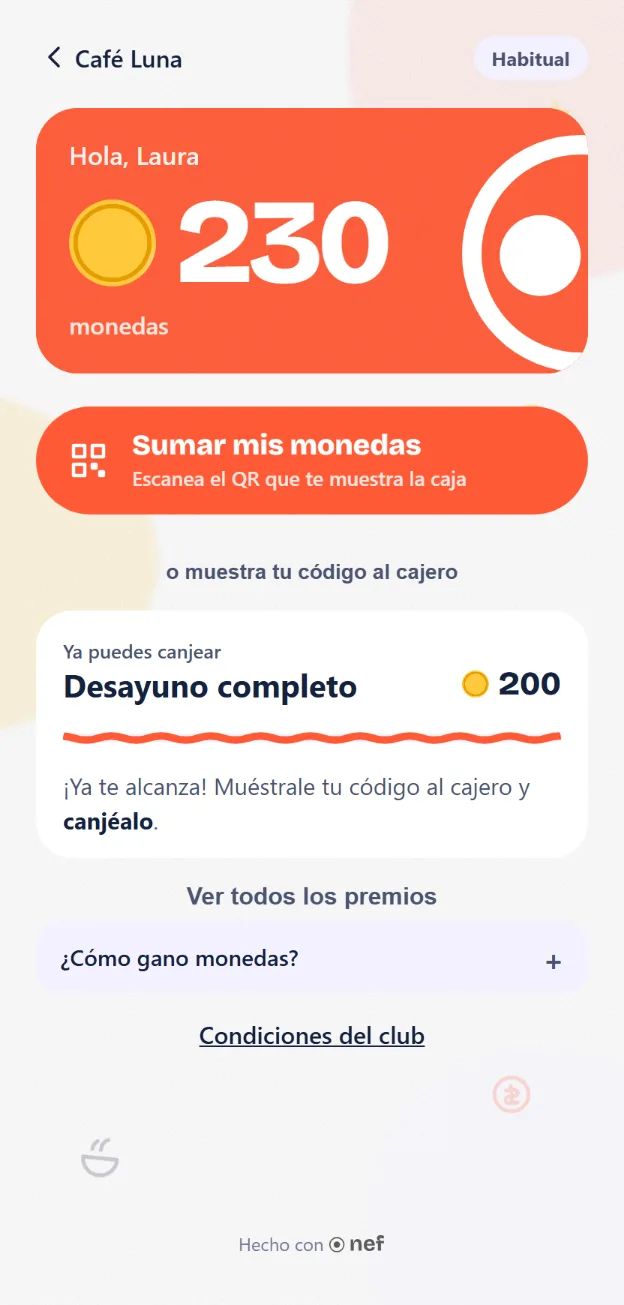 Café Luna
Habitual
Hola, Laura
230
monedas
Sumar mis monedas
Escanea el QR que te muestra la caja
o muestra tu código al cajero
Ya puedes canjear
Desayuno completo
200
¡Ya te alcanza! Muéstrale tu código al cajero y
canjéalo.
Ver todos los premios
¿Cómo gano monedas?
+
Condiciones del club
Hecho con nef